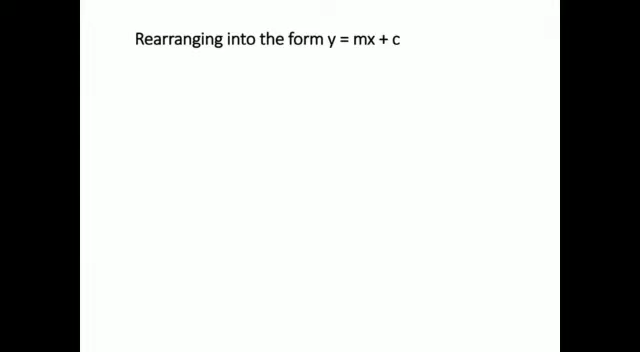 Rearranging into the form y = mx + c